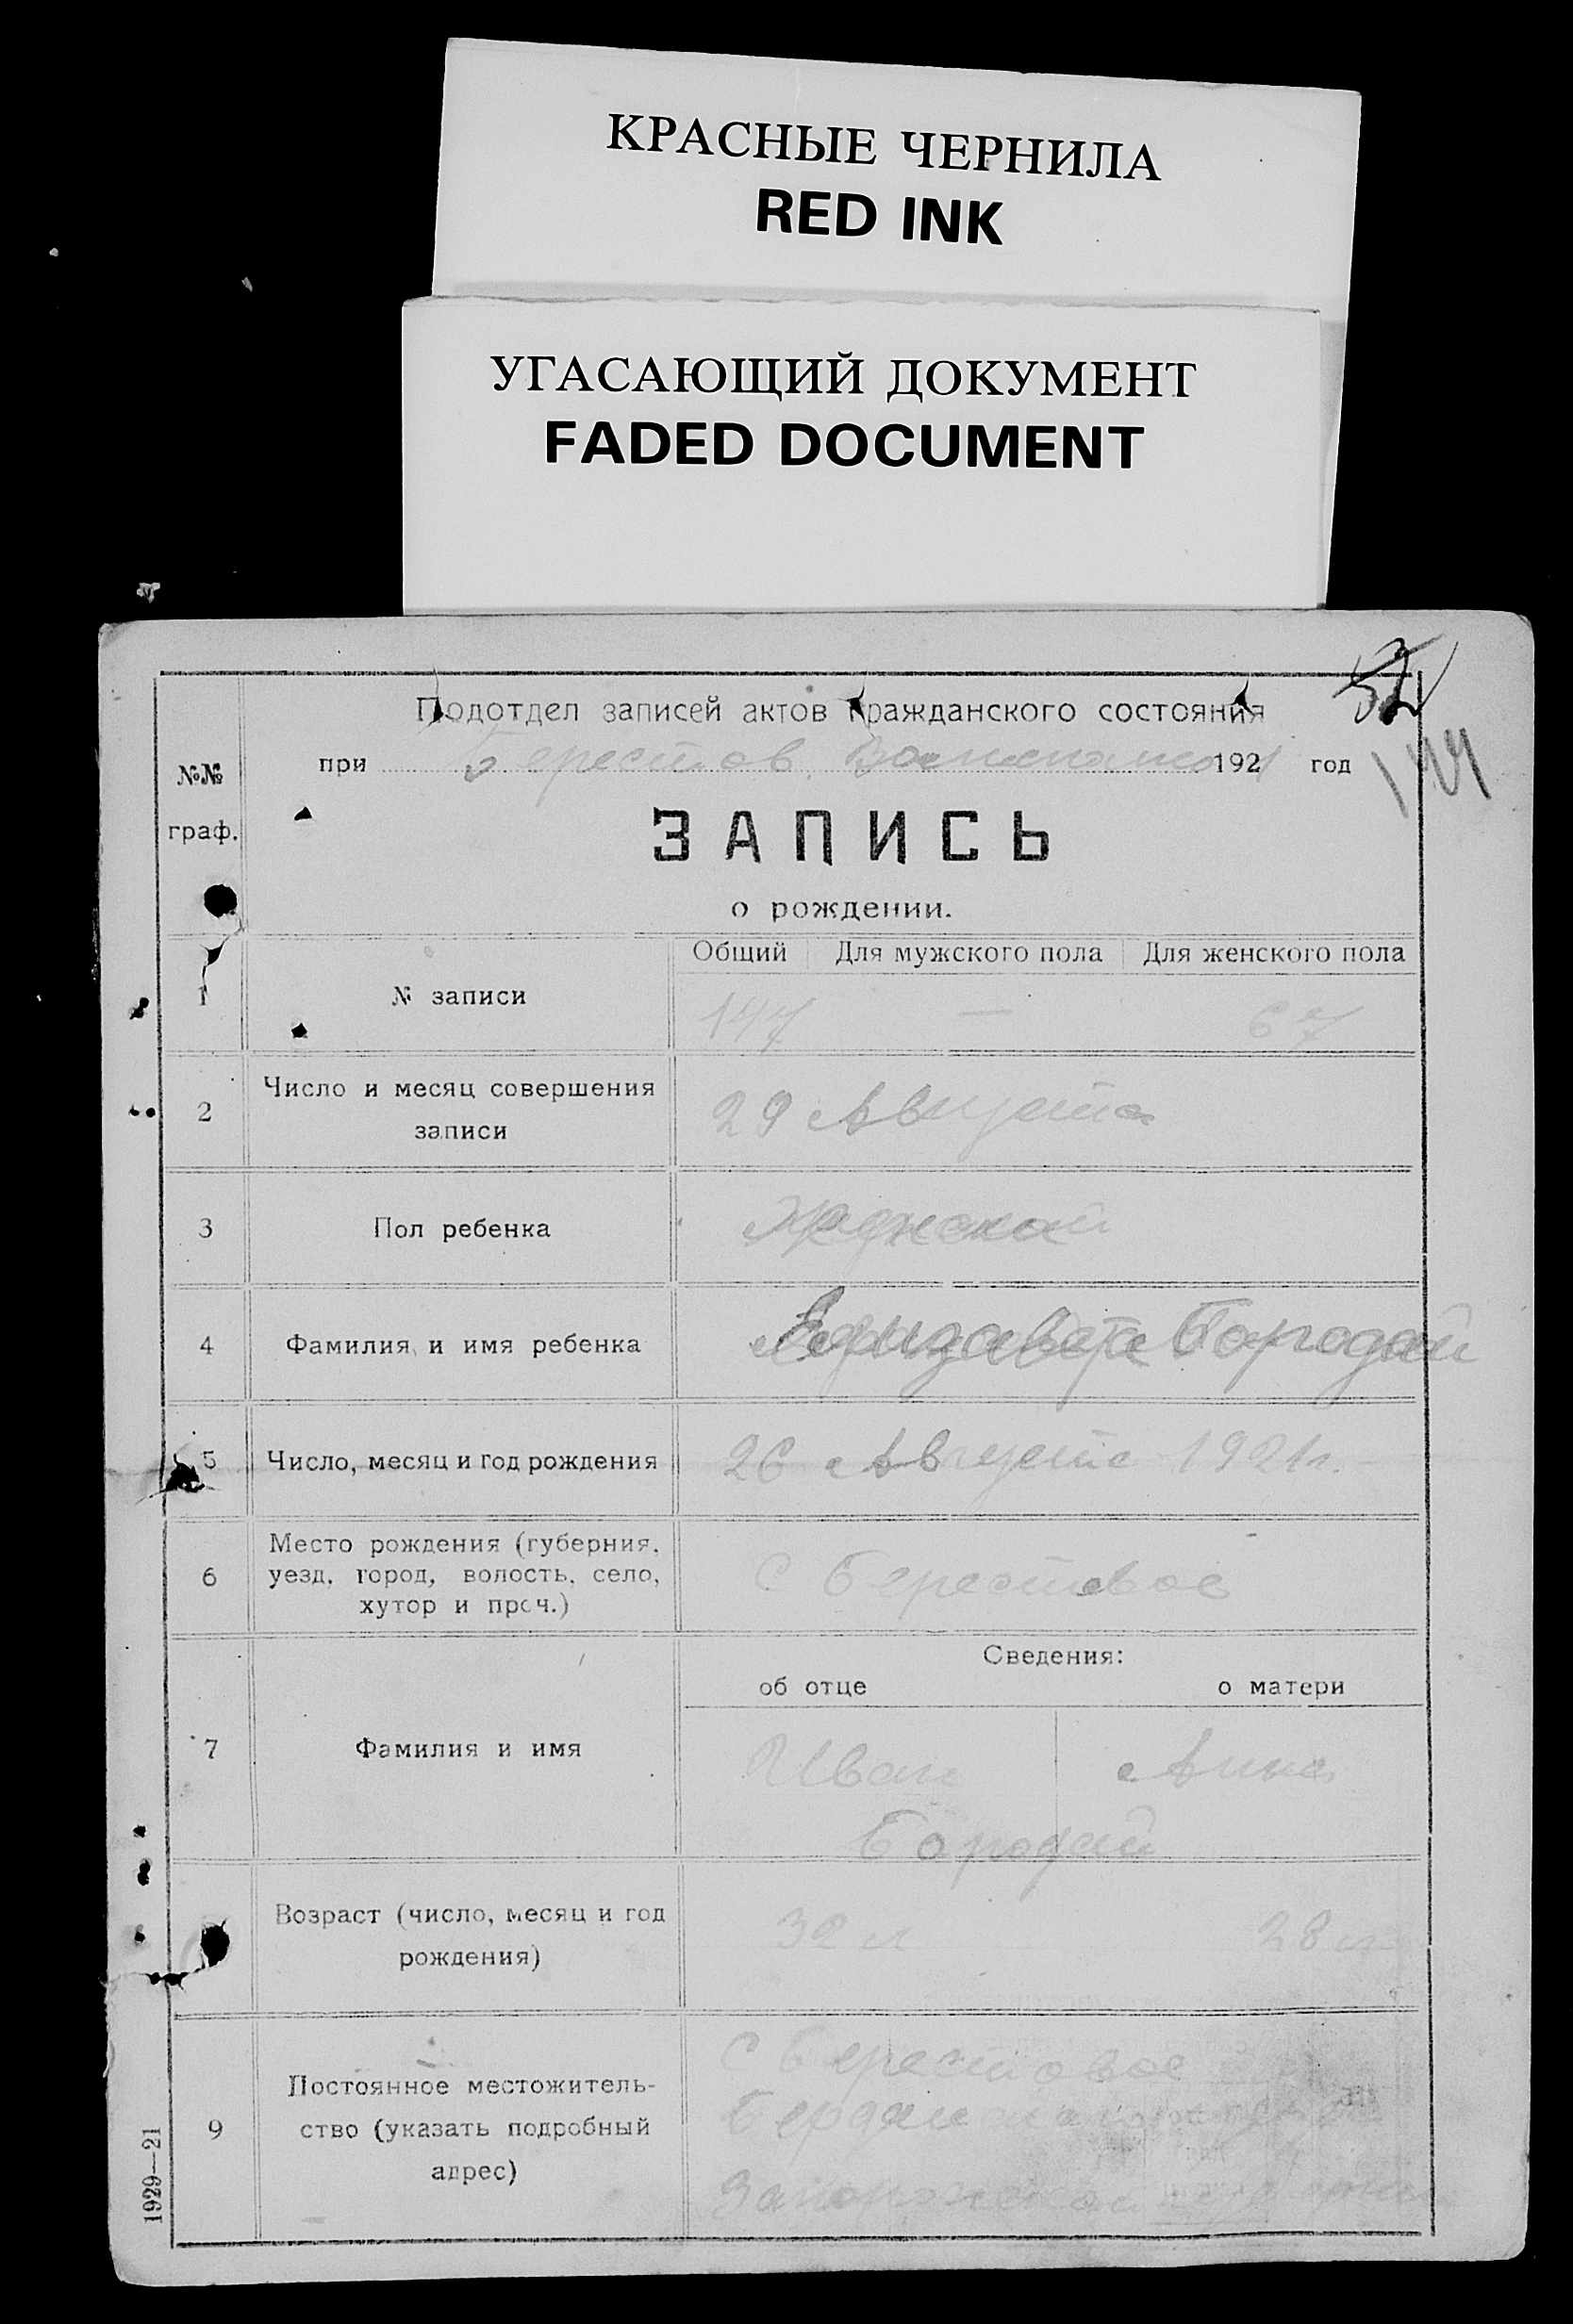 КРАСНЫЕ ЧЕРНИЛА
RED INK
УГАСАЮЩИЙ ДОКУМЕНТ
FADED DOCUMENT
Подотдел записей актов Гражданского состояния
при Берестов. 1921 год
№№ граф.
ЗАПИСЬ
о рождении.
Общий Для мужского пола Для женского пола
1 № записи 147 — 67
2 Число и месяц совершения
записи
29 Августа
3 Пол ребенка Женский
4 Фамилия и имя ребенка Елизавета Бородай
5 Число, месяц и год рождения 26 Августа 1921 г.
6 Место рождения (губерния,
уезд, город, волость, село,
хутор и проч.)
С Берестовое
Сведения:
об отце о матери
7 Фамилия и имя Иван Анна
Бородай
Возраст (число, месяц и год
рождения)
32 л 28 л
9 Постоянное местожитель-
ство (указать подробный
адрес)
С Берестовое
1929—21